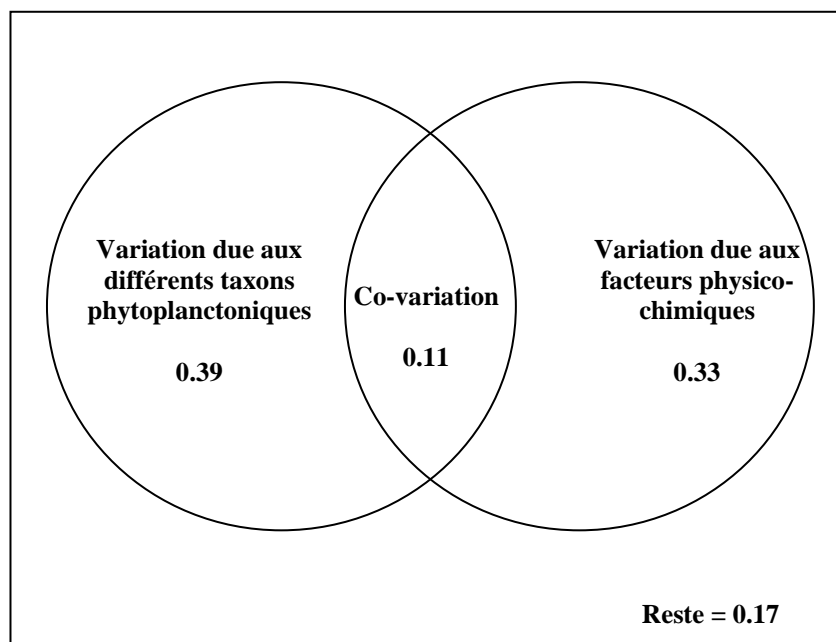 Variation due aux
différents taxons
phytoplanctoniques
0.39
Co-variation
0.11
Variation due aux
facteurs physico-
chimiques
0.33
Reste = 0.17